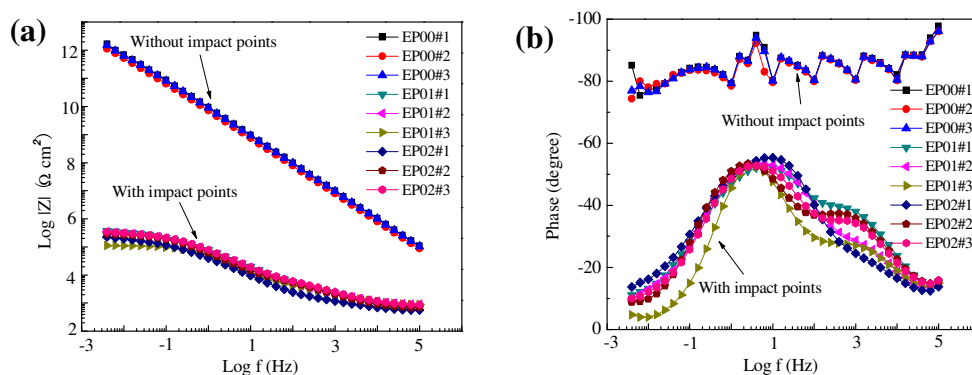 (a)
Log |Z| (Ω cm²)
12
10
8
6
4
2
-3
-1
1
3
5
Log f (Hz)
Without impact points
With impact points
EP00#1
EP00#2
EP00#3
EP01#1
EP01#2
EP01#3
EP02#1
EP02#2
EP02#3
(b)
Phase (degree)
-100
-80
-60
-40
-20
0
-3
-1
1
3
5
Log f (Hz)
Without impact points
With impact points
EP00#1
EP00#2
EP00#3
EP01#1
EP01#2
EP01#3
EP02#1
EP02#2
EP02#3